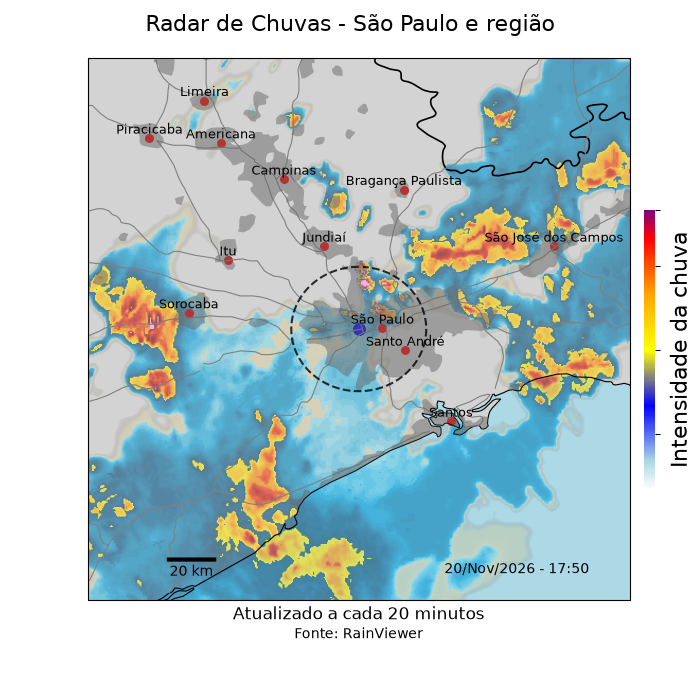 Radar de Chuvas - São Paulo e região
Limeira
Piracicaba
Americana
Campinas
Bragança Paulista
Jundiaí
São José dos Campos
Itu
Sorocaba
São Paulo
Santo André
Santos
20 km
20/Nov/2026 - 17:50
Intensidade da chuva
Atualizado a cada 20 minutos
Fonte: RainViewer